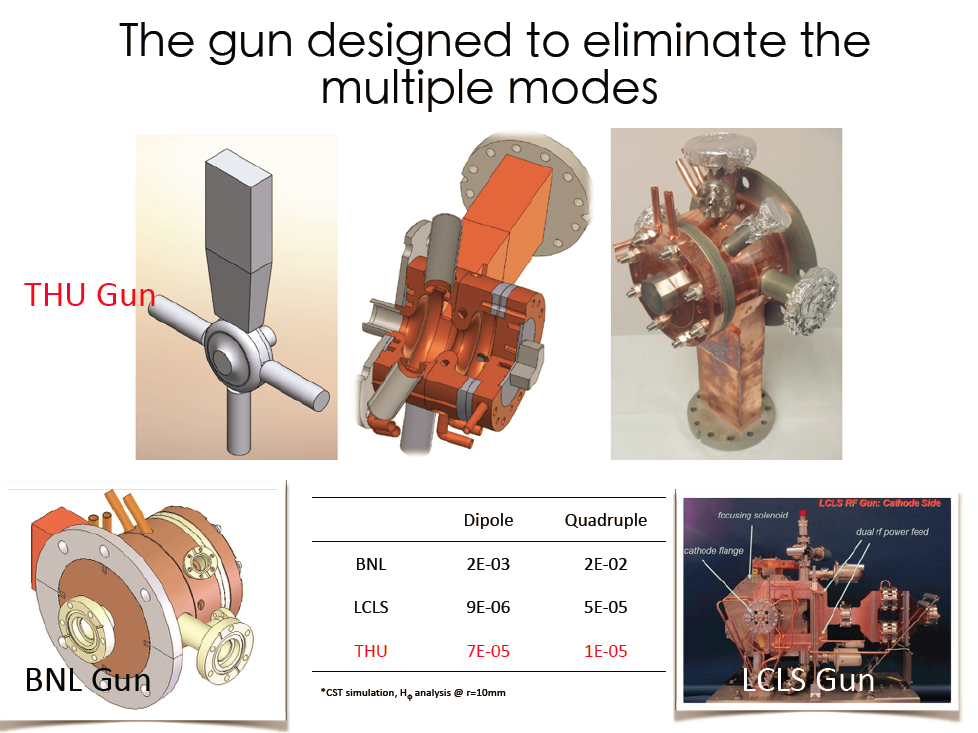 The gun designed to eliminate the
multiple modes
THU Gun
BNL Gun
Dipole Quadruple
BNL 2E-03 2E-02
LCLS 9E-06 5E-05
THU 7E-05 1E-05
*CST simulation, Hϕ analysis @ r=10mm
LCLS RF Gun: Cathode Side
focusing solenoid
dual rf power feed
cathode flange
LCLS Gun